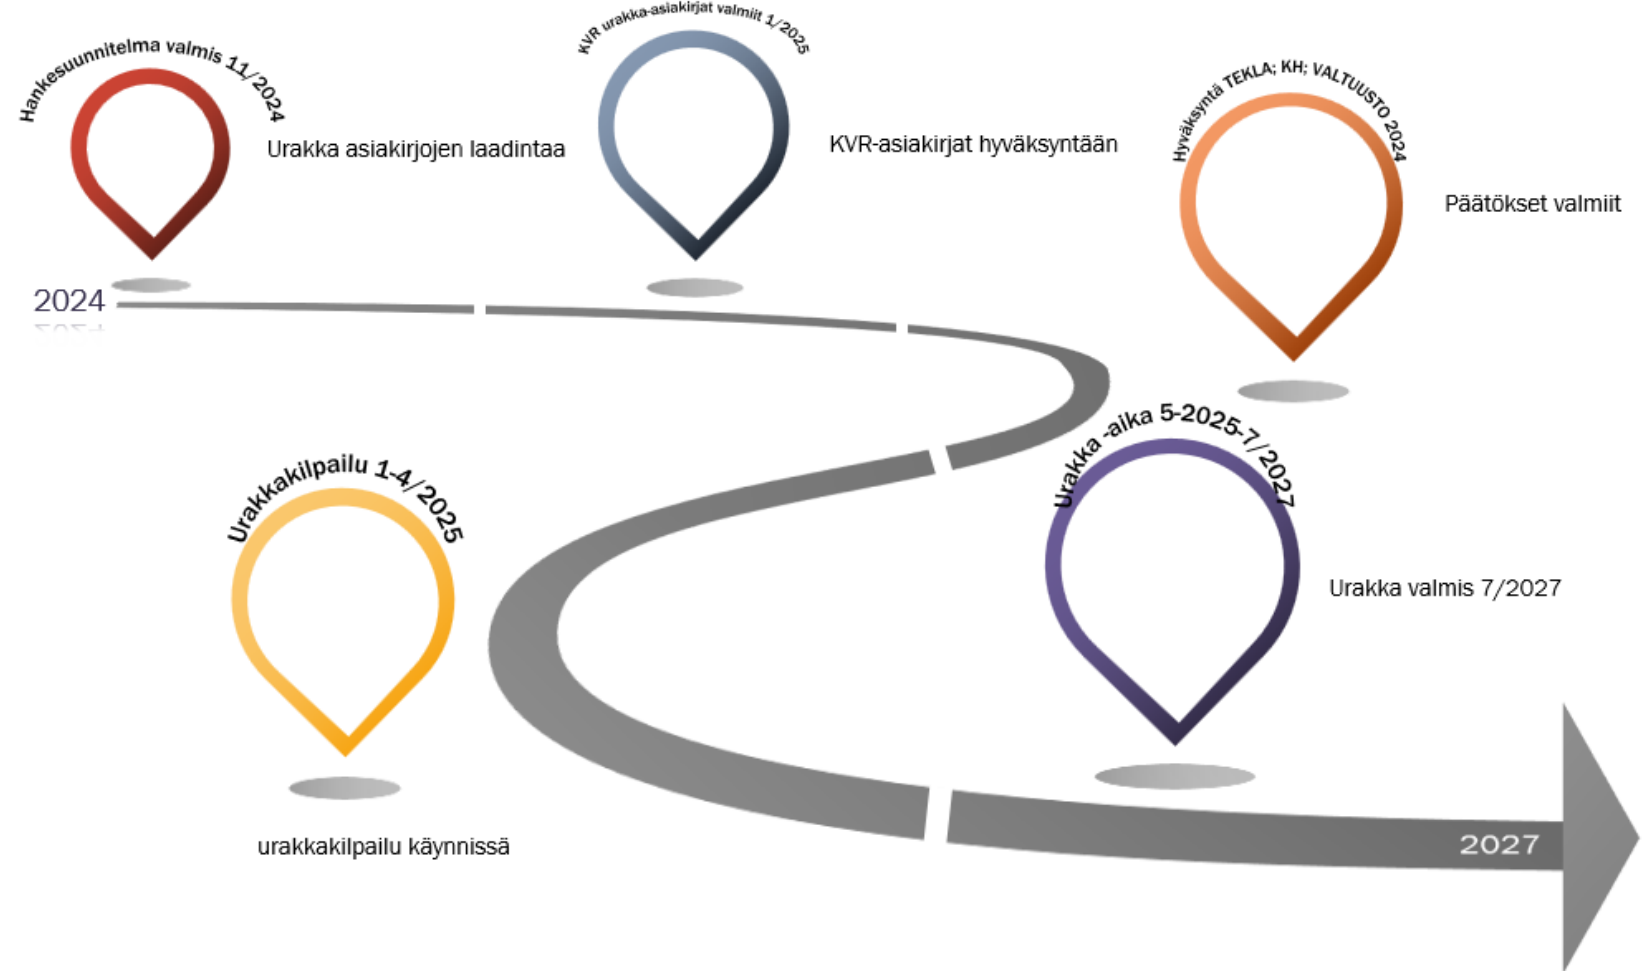 Hankesuunnitelma valmis 11/2024
Urakka asiakirjojen laadintaa
KVR urakka-asiakirjat valmiit 1/2025
KVR-asiakirjat hyväksyntään
Hyväksyntä TEKLA; KH; VALTUUSTO 2024
Päätökset valmiit
2024
Urakkakilpailu 1-4/2025
urakkakilpailu käynnissä
Urakka -aika 5-2025-7/2027
Urakka valmis 7/2027
2027